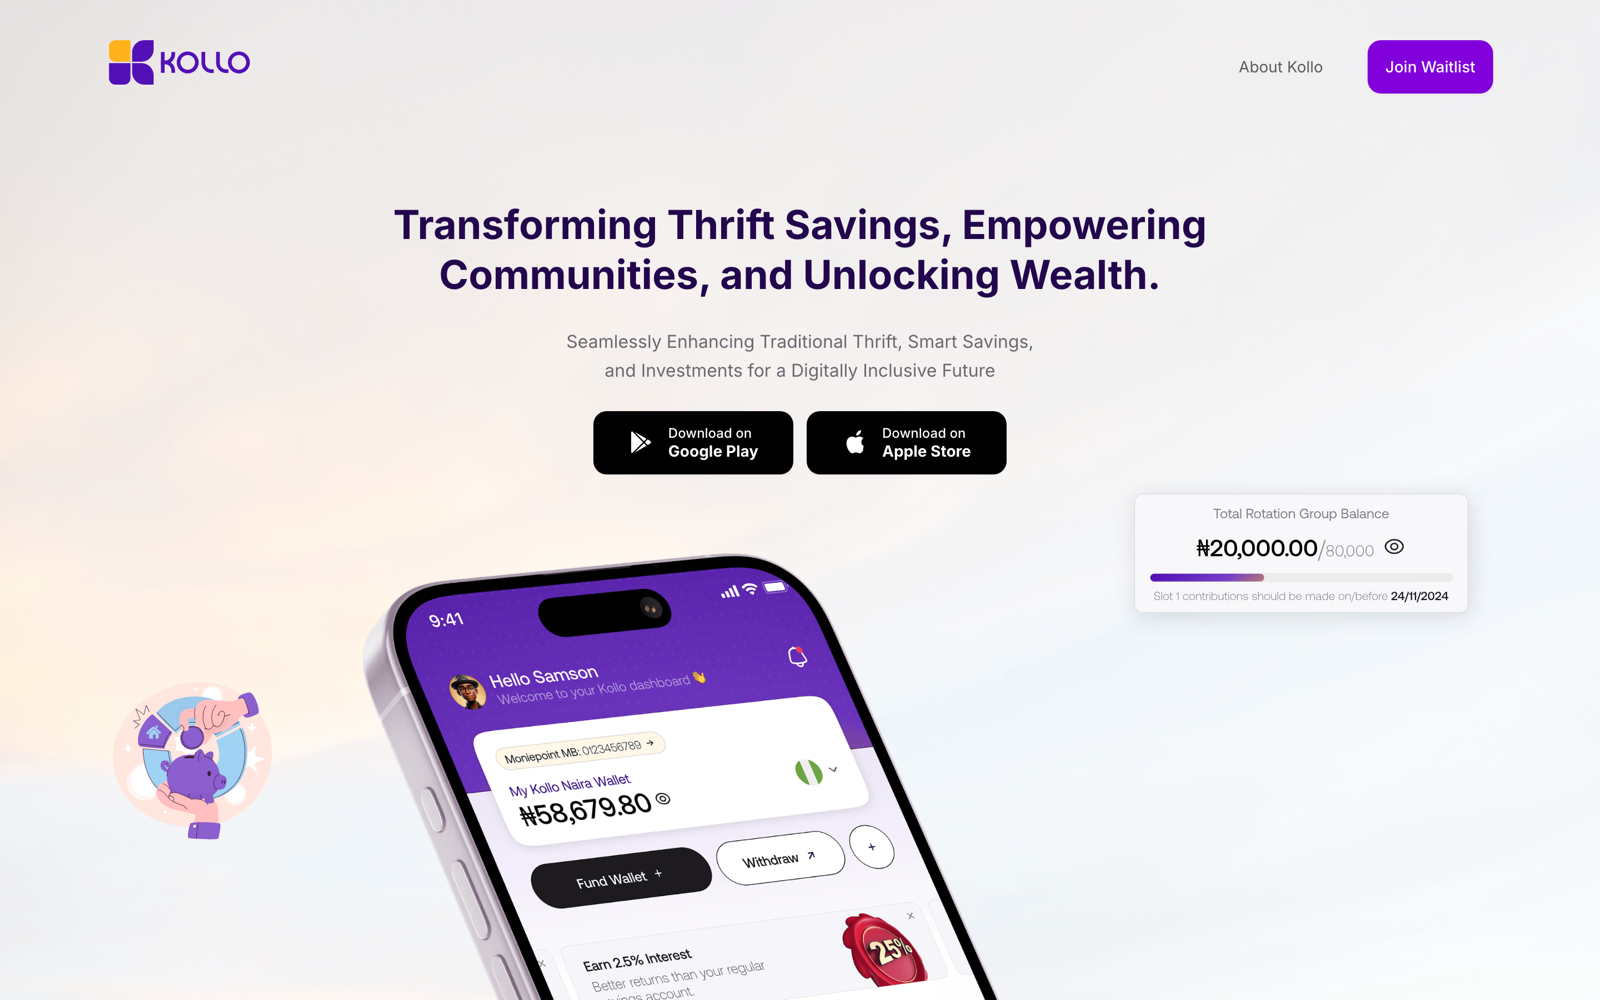 KOLLO
About Kollo
Join Waitlist
Transforming Thrift Savings, Empowering
Communities, and Unlocking Wealth.
Seamlessly Enhancing Traditional Thrift, Smart Savings,
and Investments for a Digitally Inclusive Future
Download on
Google Play
Download on
Apple Store
Total Rotation Group Balance
₦20,000.00/80,000
Slot 1 contributions should be made on/before 24/11/2024
9:41
Hello Samson
Welcome to your Kollo dashboard 👋
Moniepoint MB: 0123456789 →
My Kollo Naira Wallet
₦58,679.80
Fund Wallet +
Withdraw ↗
+
Earn 2.5% Interest
Better returns than your regular
savings account.
25%